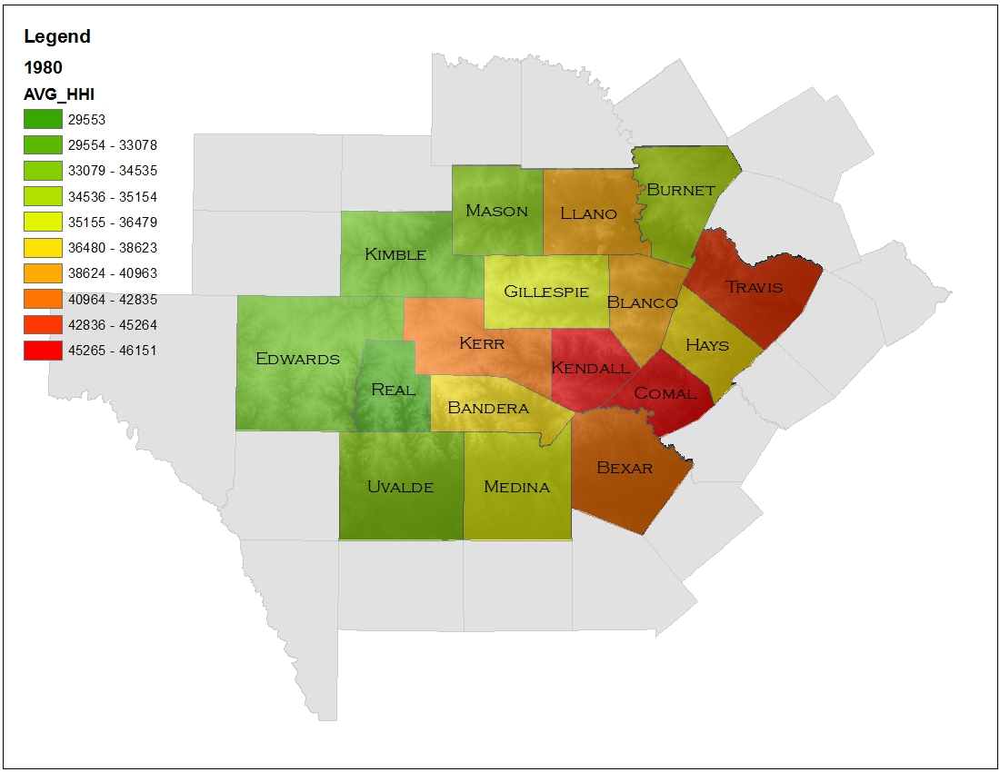 Legend
1980
AVG_HHI
29553
29554 - 33078
33079 - 34535
34536 - 35154
35155 - 36479
36480 - 38623
38624 - 40963
40964 - 42835
42836 - 45264
45265 - 46151
BURNET
MASON
LLANO
KIMBLE
GILLESPIE
BLANCO
TRAVIS
KERR
HAYS
EDWARDS
KENDALL
REAL
COMAL
BANDERA
BEXAR
UVALDE
MEDINA